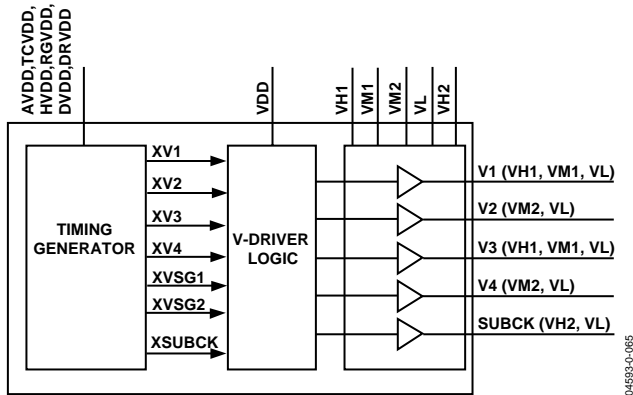 AVDD,TCVDD,
HVDD,RGVDD,
DVDD,DRVDD
VDD
VH1
VM1
VM2
VL
VH2
XV1
XV2
XV3
XV4
XVSG1
XVSG2
XSUBCK
TIMING
GENERATOR
V-DRIVER
LOGIC
V1 (VH1, VM1, VL)
V2 (VM2, VL)
V3 (VH1, VM1, VL)
V4 (VM2, VL)
SUBCK (VH2, VL)
04593-0-065